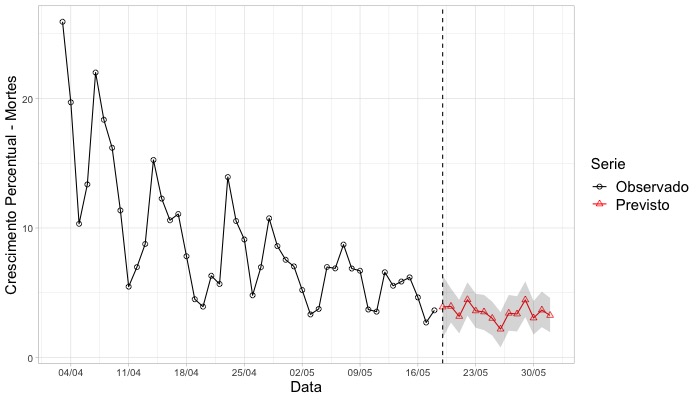 Crescimento Percentual - Mortes
20
10
0
04/04 11/04 18/04 25/04 02/05 09/05 16/05 23/05 30/05
Data
Serie
Observado
Previsto